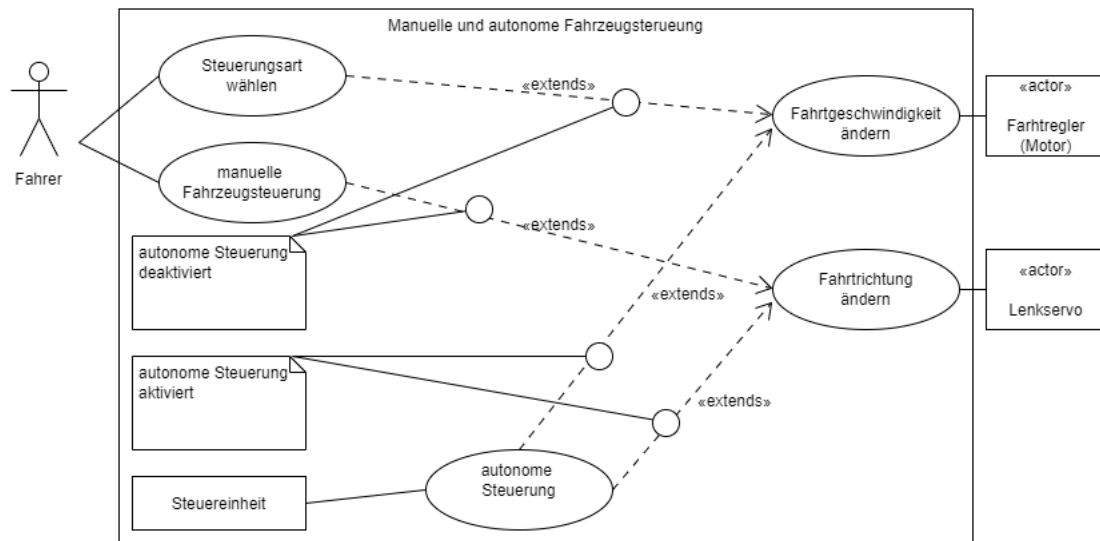 Manuelle und autonome Fahrzeugsterueung
Steuerungsart
wählen
«extends»
Fahrtgeschwindigkeit
ändern
«actor»
Farhtregler
(Motor)
Fahrer
manuelle
Fahrzeugsteuerung
«extends»
autonome Steuerung
deaktiviert
«extends»
Fahrtrichtung
ändern
«actor»
Lenkservo
autonome Steuerung
aktiviert
«extends»
autonome
Steuerung
Steuereinheit